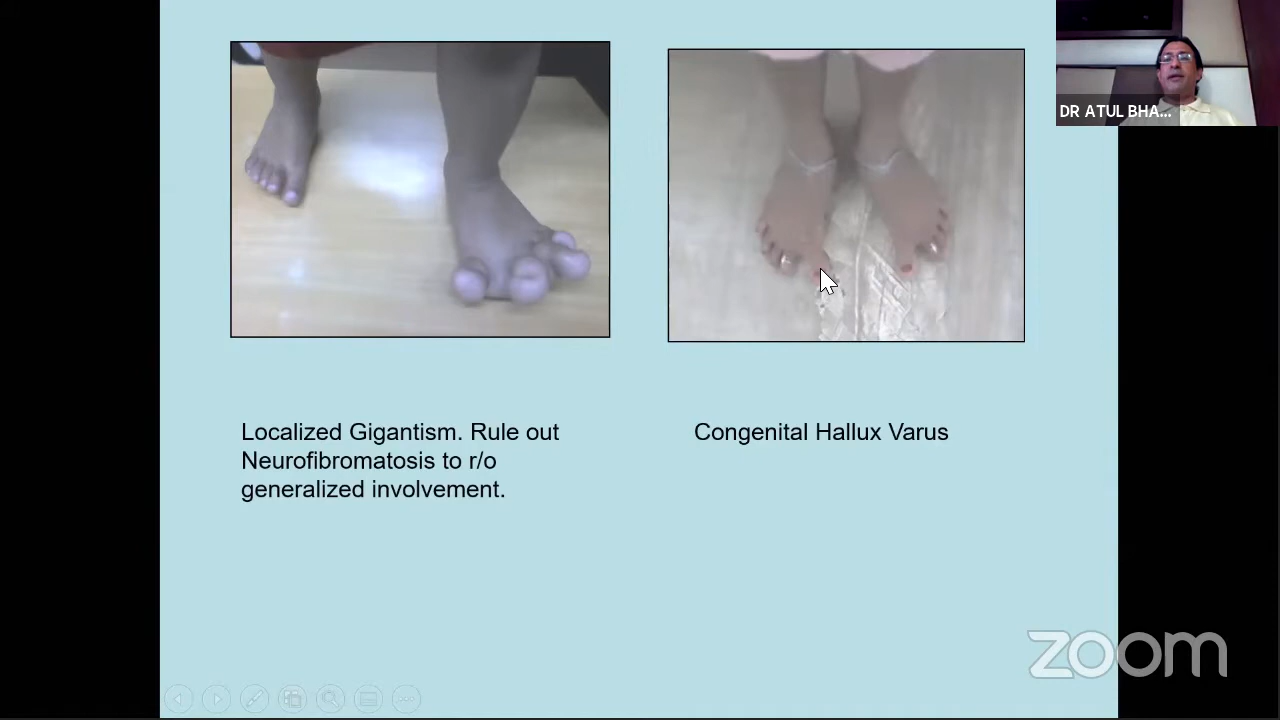 DR ATUL BHA...
Localized Gigantism. Rule out
Neurofibromatosis to r/o
generalized involvement.
Congenital Hallux Varus
zoom